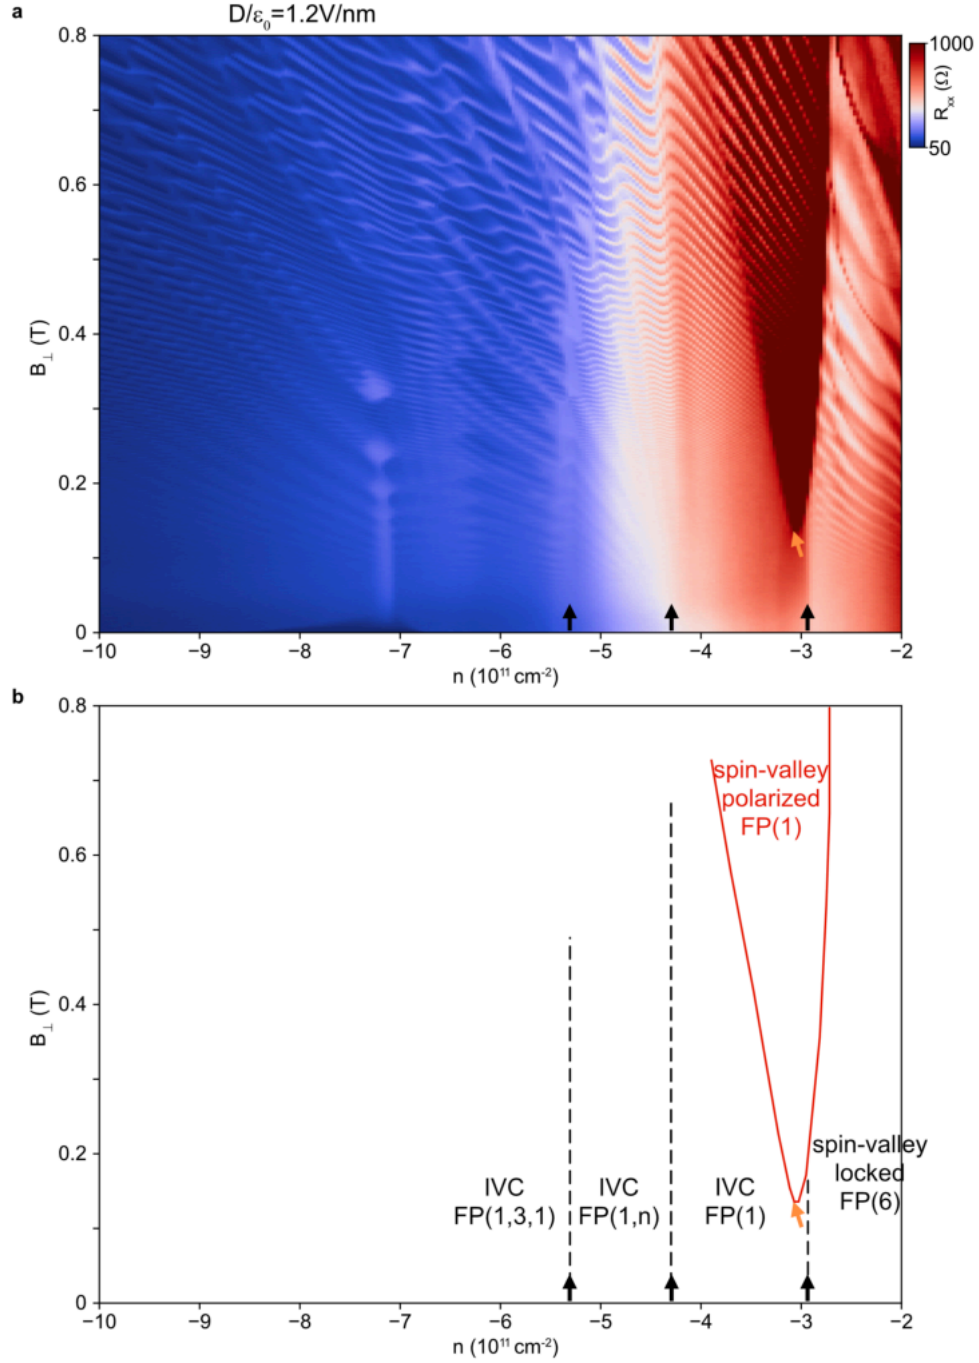 a
D/ε₀=1.2V/nm
0.8
0.6
0.4
0.2
0
B⊥ (T)
1000
50
Rxx (Ω)
−10
−9
−8
−7
−6
−5
−4
−3
−2
n (10¹¹ cm⁻²)
b
0.8
0.6
0.4
0.2
0
B⊥ (T)
spin-valley
polarized
FP(1)
spin-valley
locked
FP(6)
IVC
FP(1,3,1)
IVC
FP(1,n)
IVC
FP(1)
−10
−9
−8
−7
−6
−5
−4
−3
−2
n (10¹¹ cm⁻²)